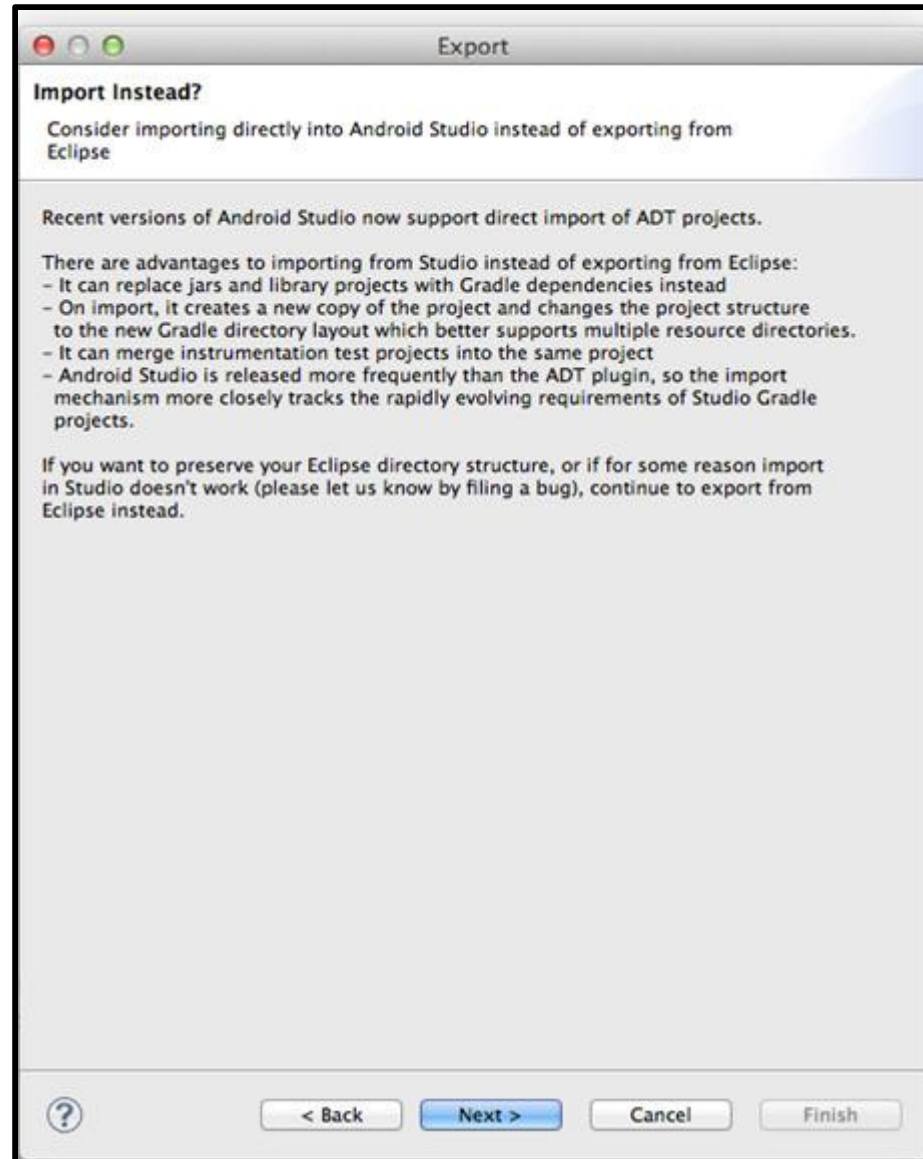 Export
Import Instead?
Consider importing directly into Android Studio instead of exporting from
Eclipse
Recent versions of Android Studio now support direct import of ADT projects.
There are advantages to importing from Studio instead of exporting from Eclipse:
- It can replace jars and library projects with Gradle dependencies instead
- On import, it creates a new copy of the project and changes the project structure
to the new Gradle directory layout which better supports multiple resource directories.
- It can merge instrumentation test projects into the same project
- Android Studio is released more frequently than the ADT plugin, so the import
mechanism more closely tracks the rapidly evolving requirements of Studio Gradle
projects.
If you want to preserve your Eclipse directory structure, or if for some reason import
in Studio doesn't work (please let us know by filing a bug), continue to export from
Eclipse instead.
? < Back Next > Cancel Finish